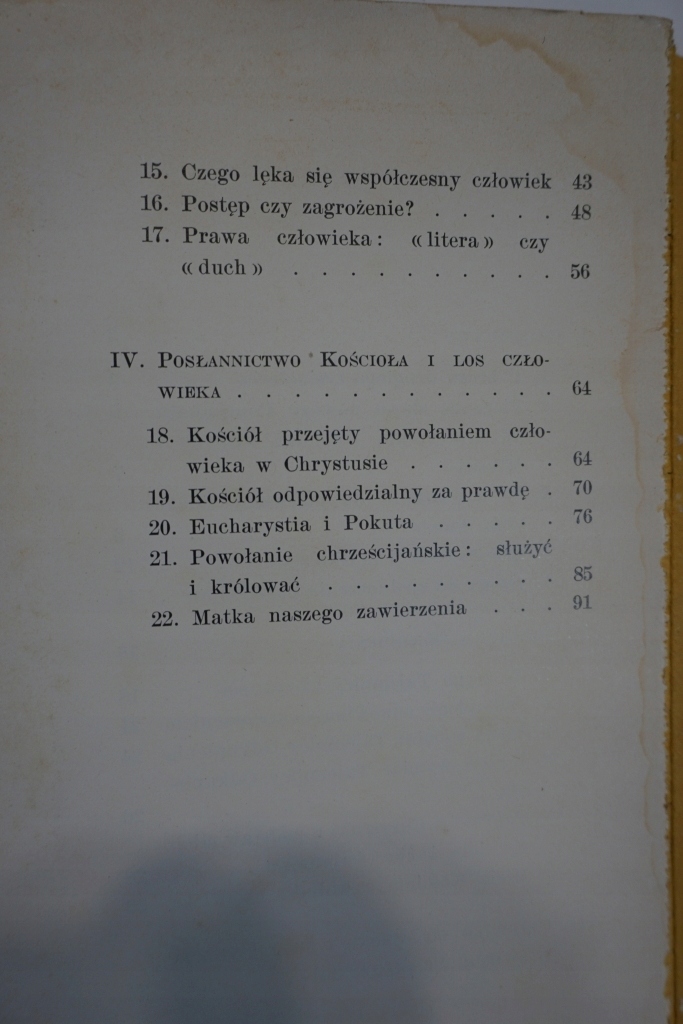 15. Czego lęka się współczesny człowiek 43
16. Postęp czy zagrożenie? . . . . . 48
17. Prawa człowieka: «litera» czy
«duch» . . . . . . . . . . 56
IV. Posłannictwo Kościoła i los czło-
wieka . . . . . . . . . . . . 64
18. Kościół przejęty powołaniem czło-
wieka w Chrystusie . . . . . . 64
19. Kościół odpowiedzialny za prawdę . 70
20. Eucharystia i Pokuta . . . . . 76
21. Powołanie chrześcijańskie: służyć
i królować . . . . . . . . . 85
22. Matka naszego zawierzenia . . . 91